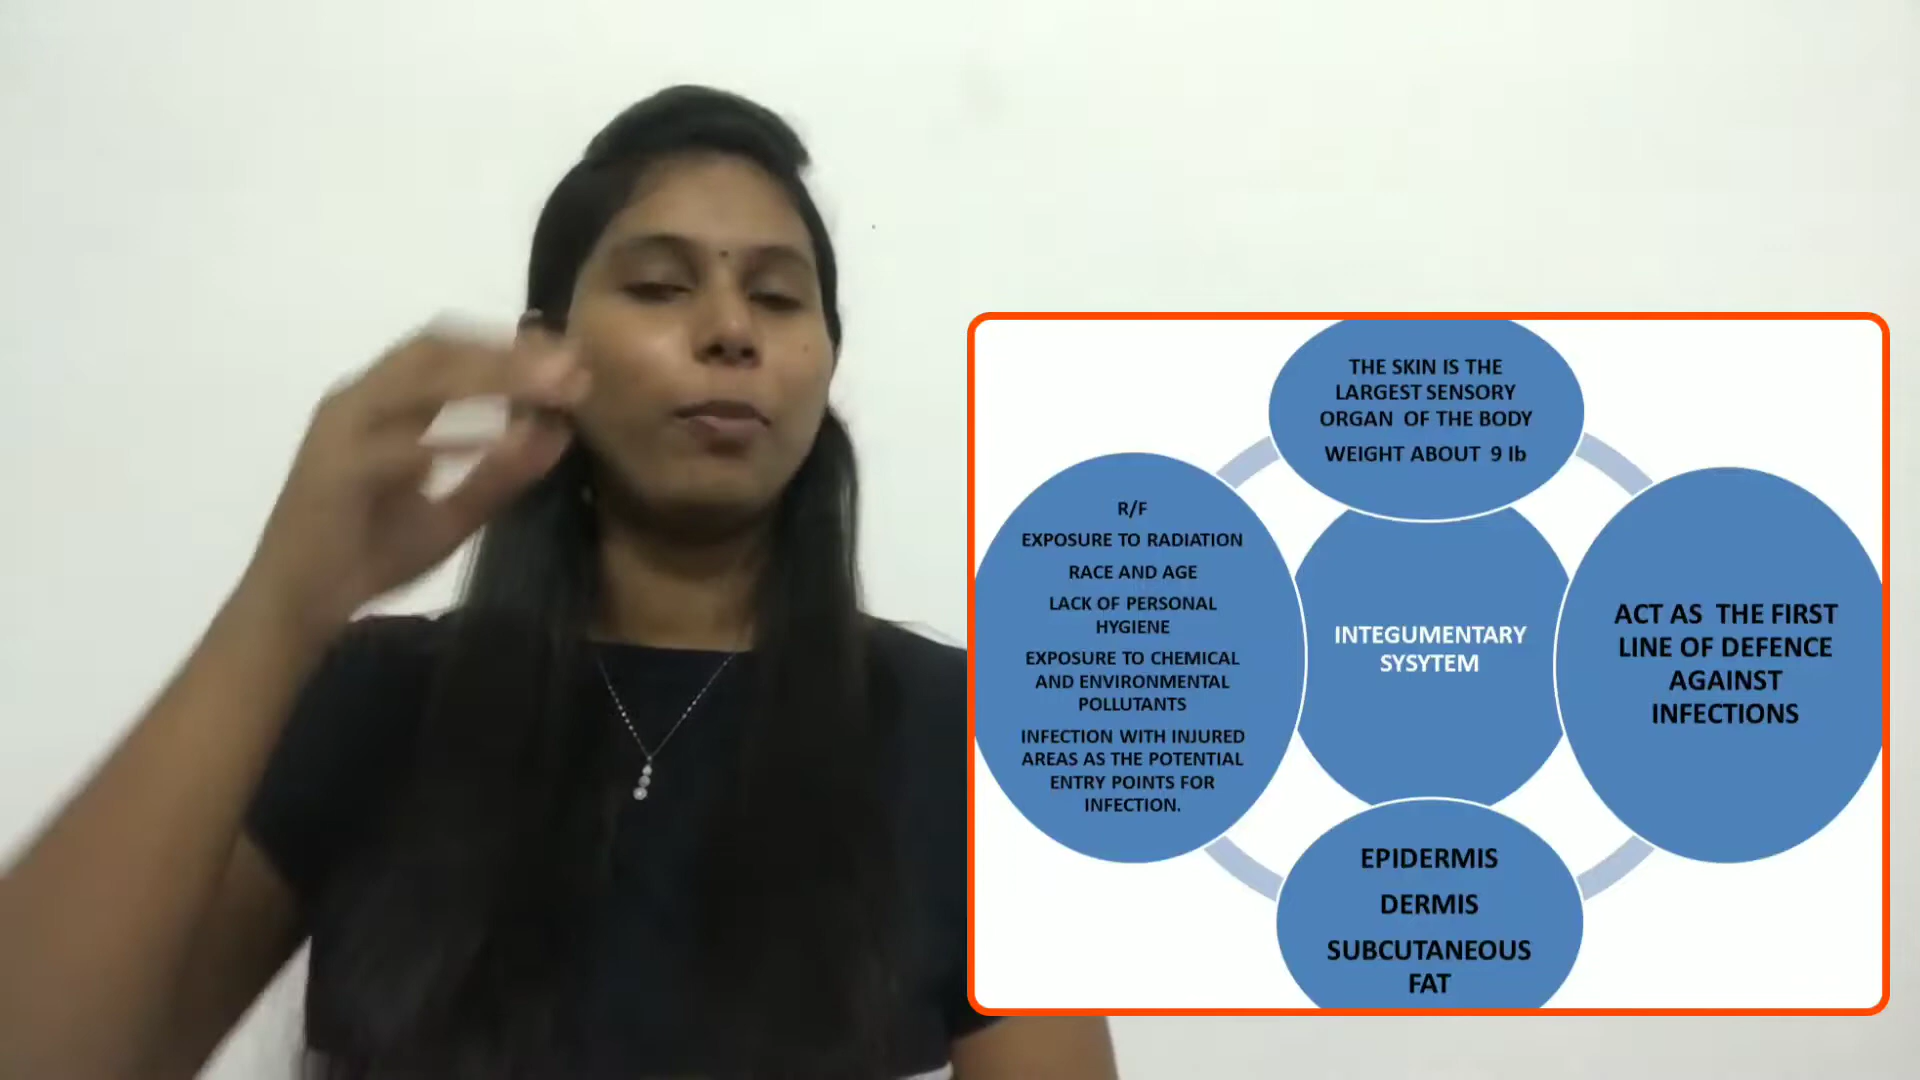 THE SKIN IS THE
LARGEST SENSORY
ORGAN OF THE BODY
WEIGHT ABOUT 9 lb
R/F
EXPOSURE TO RADIATION
RACE AND AGE
LACK OF PERSONAL
HYGIENE
EXPOSURE TO CHEMICAL
AND ENVIRONMENTAL
POLLUTANTS
INFECTION WITH INJURED
AREAS AS THE POTENTIAL
ENTRY POINTS FOR
INFECTION.
INTEGUMENTARY
SYSYTEM
ACT AS THE FIRST
LINE OF DEFENCE
AGAINST
INFECTIONS
EPIDERMIS
DERMIS
SUBCUTANEOUS
FAT